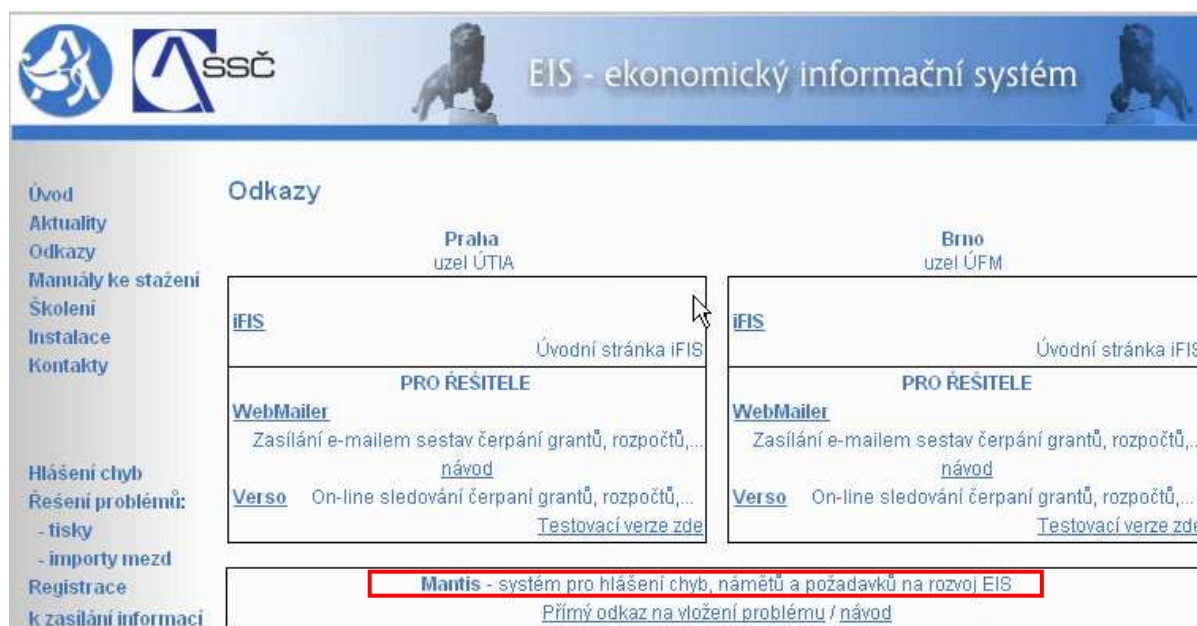 SSČ
EIS - ekonomický informační systém
Úvod
Aktuality
Odkazy
Manuály ke stažení
Školení
Instalace
Kontakty
Hlášení chyb
Řešení problémů:
- tisky
- importy mezd
Registrace
k zasílání informací
Odkazy
Praha
uzel ÚTIA
iFIS
Úvodní stránka iFIS
PRO ŘEŠITELE
WebMailer
Zasílání e-mailem sestav čerpání grantů, rozpočtů,...
návod
Verso On-line sledování čerpaní grantů, rozpočtů,...
Testovací verze zde
Brno
uzel ÚFM
iFIS
Úvodní stránka iFIS
PRO ŘEŠITELE
WebMailer
Zasílání e-mailem sestav čerpání grantů, rozpočtů,...
návod
Verso On-line sledování čerpaní grantů, rozpočtů,...
Testovací verze zde
Mantis - systém pro hlášení chyb, námětů a požadavků na rozvoj EIS
Přímý odkaz na vložení problému / návod